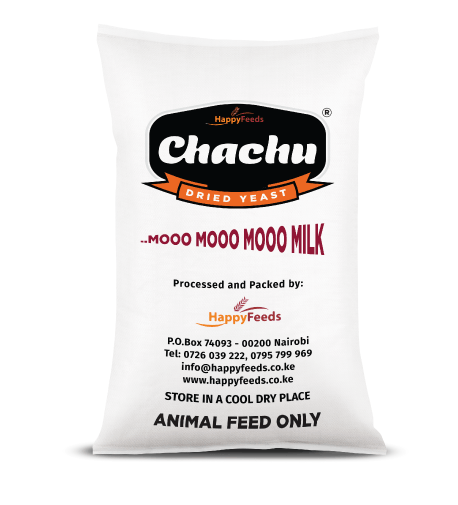 HappyFeeds
®
Chachu
DRIED YEAST
..MOOO MOOO MOOO MILK
Processed and Packed by:
HappyFeeds
P.O.Box 74093 - 00200 Nairobi
Tel: 0726 039 222, 0795 799 969
info@happyfeeds.co.ke
www.happyfeeds.co.ke
STORE IN A COOL DRY PLACE
ANIMAL FEED ONLY